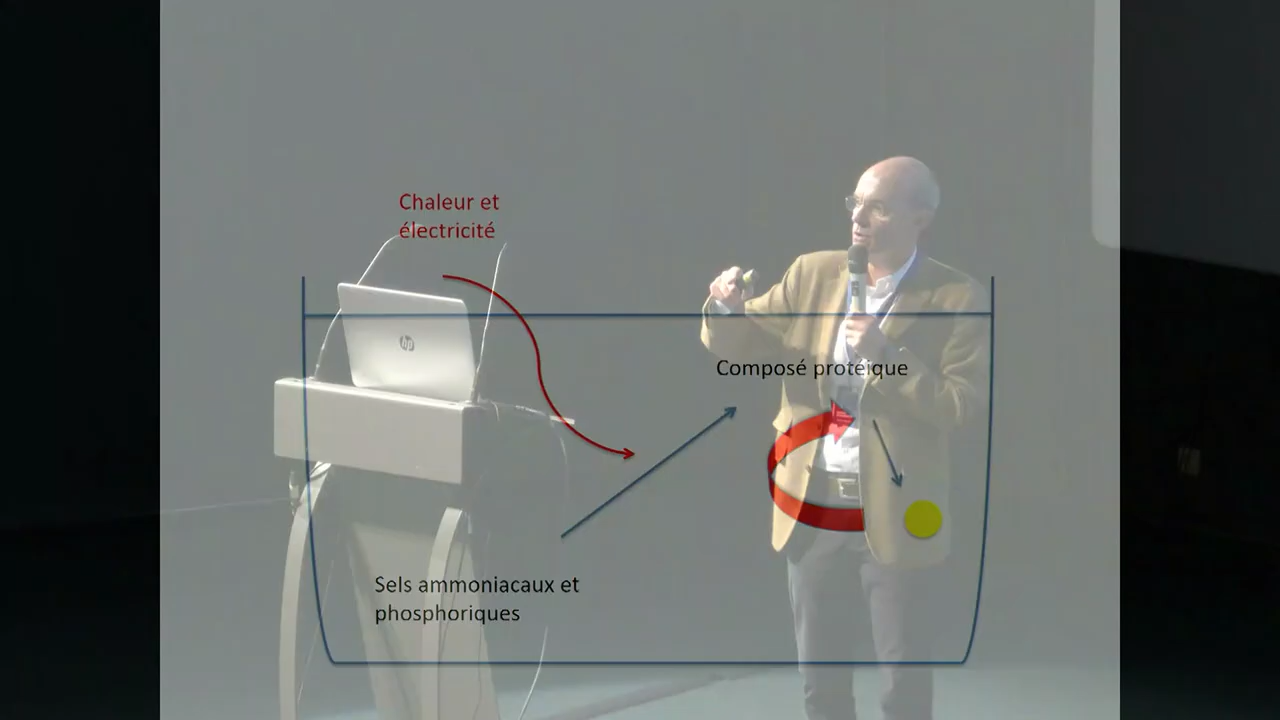 Chaleur et
électricité
hp
Composé protéique
Sels ammoniacaux et
phosphoriques